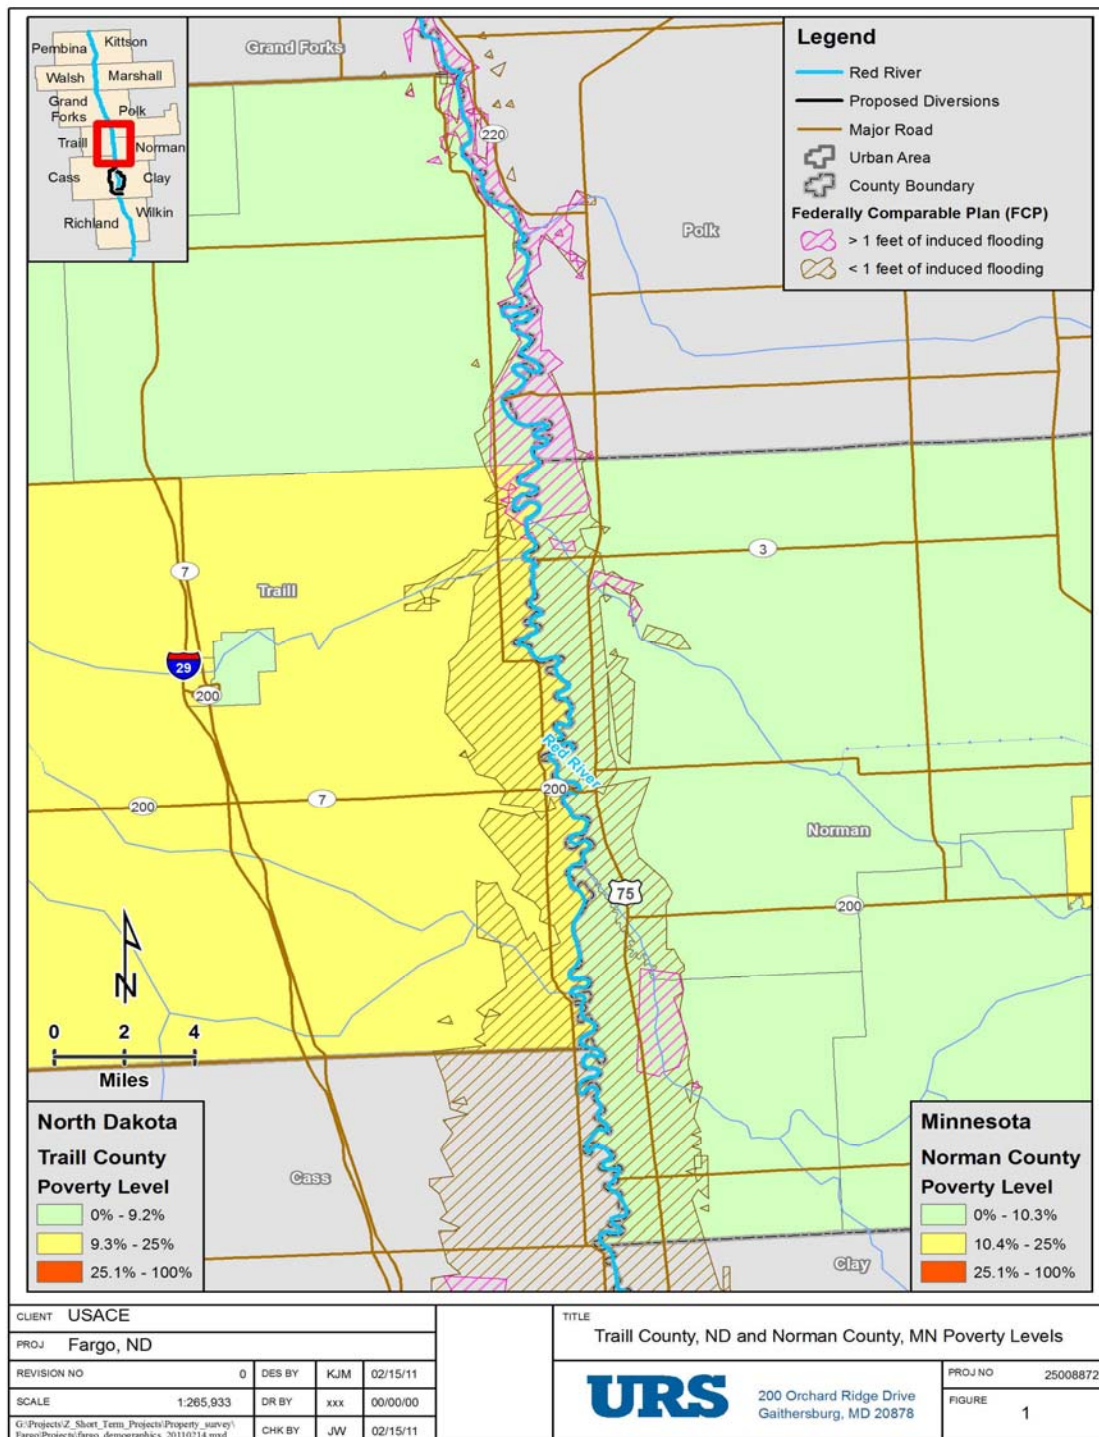 Pembina
Kittson
Walsh
Marshall
Grand
Forks
Polk
Traill
Norman
Cass
Clay
Richland
Wilkin
Grand Forks
Legend
Red River
Proposed Diversions
Major Road
Urban Area
County Boundary
Federally Comparable Plan (FCP)
> 1 feet of induced flooding
< 1 feet of induced flooding
220
Polk
3
7
Traill
29
200
Red River
200
200
7
Norman
75
200
N
0 2 4
Miles
Cass
Clay
North Dakota
Traill County
Poverty Level
0% - 9.2%
9.3% - 25%
25.1% - 100%
Minnesota
Norman County
Poverty Level
0% - 10.3%
10.4% - 25%
25.1% - 100%
CLIENT USACE
PROJ Fargo, ND
REVISION NO 0 DES BY KJM 02/15/11
SCALE 1:265,933 DR BY xxx 00/00/00
G:\Projects\Z_Short_Term_Projects\Property_survey\
Fargo\Projects\fargo_demographics_20110214.mxd CHK BY JW 02/15/11
TITLE
Traill County, ND and Norman County, MN Poverty Levels
URS
200 Orchard Ridge Drive
Gaithersburg, MD 20878
PROJ NO 25008872
FIGURE
1